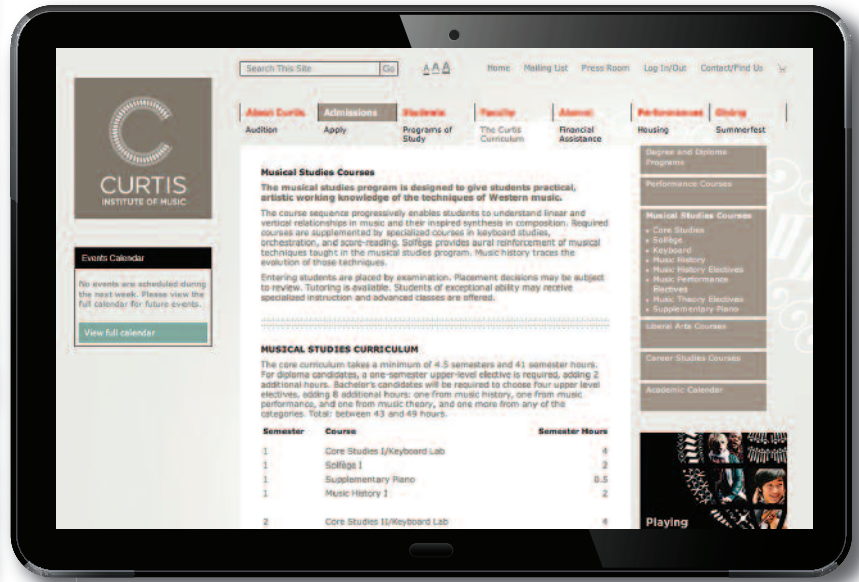 Search This Site Go A A A Home Mailing List Press Room Log In/Out Contact/Find Us
About Curtis Admissions Students Faculty Alumni Performances Giving
Audition Apply Programs of Study The Curtis Curriculum Financial Assistance Housing Summerfest
CURTIS
INSTITUTE OF MUSIC
Events Calendar
No events are scheduled during
the next week. Please view the
full calendar for future events.
View full calendar
Musical Studies Courses
The musical studies program is designed to give students practical,
artistic working knowledge of the techniques of Western music.
The course sequence progressively enables students to understand linear and
vertical relationships in music and their inspired synthesis in composition. Required
courses are supplemented by specialized courses in keyboard studies,
orchestration, and score-reading. Solfège provides aural reinforcement of musical
techniques taught in the musical studies program. Music history traces the
evolution of those techniques.
Entering students are placed by examination. Placement decisions may be subject
to review. Tutoring is available. Students of exceptional ability may receive
specialized instruction and advanced classes are offered.
MUSICAL STUDIES CURRICULUM
The core curriculum takes a minimum of 4.5 semesters and 41 semester hours.
For diploma candidates, a one-semester upper-level elective is required, adding 2
additional hours. Bachelor's candidates will be required to choose four upper level
electives, adding 8 additional hours: one from music history, one from music
performance, and one from music theory, and one more from any of the
categories. Total: between 43 and 49 hours.
Semester Course Semester Hours
1 Core Studies I/Keyboard Lab 4
1 Solfège I 2
1 Supplementary Piano 0.5
1 Music History I 2
2 Core Studies II/Keyboard Lab 4
Degree and Diploma
Programs
Performance Courses
Musical Studies Courses
• Core Studies
• Solfège
• Keyboard
• Music History
• Music History Electives
• Music Performance
Electives
• Music Theory Electives
• Supplementary Piano
Liberal Arts Courses
Career Studies Courses
Academic Calendar
Playing